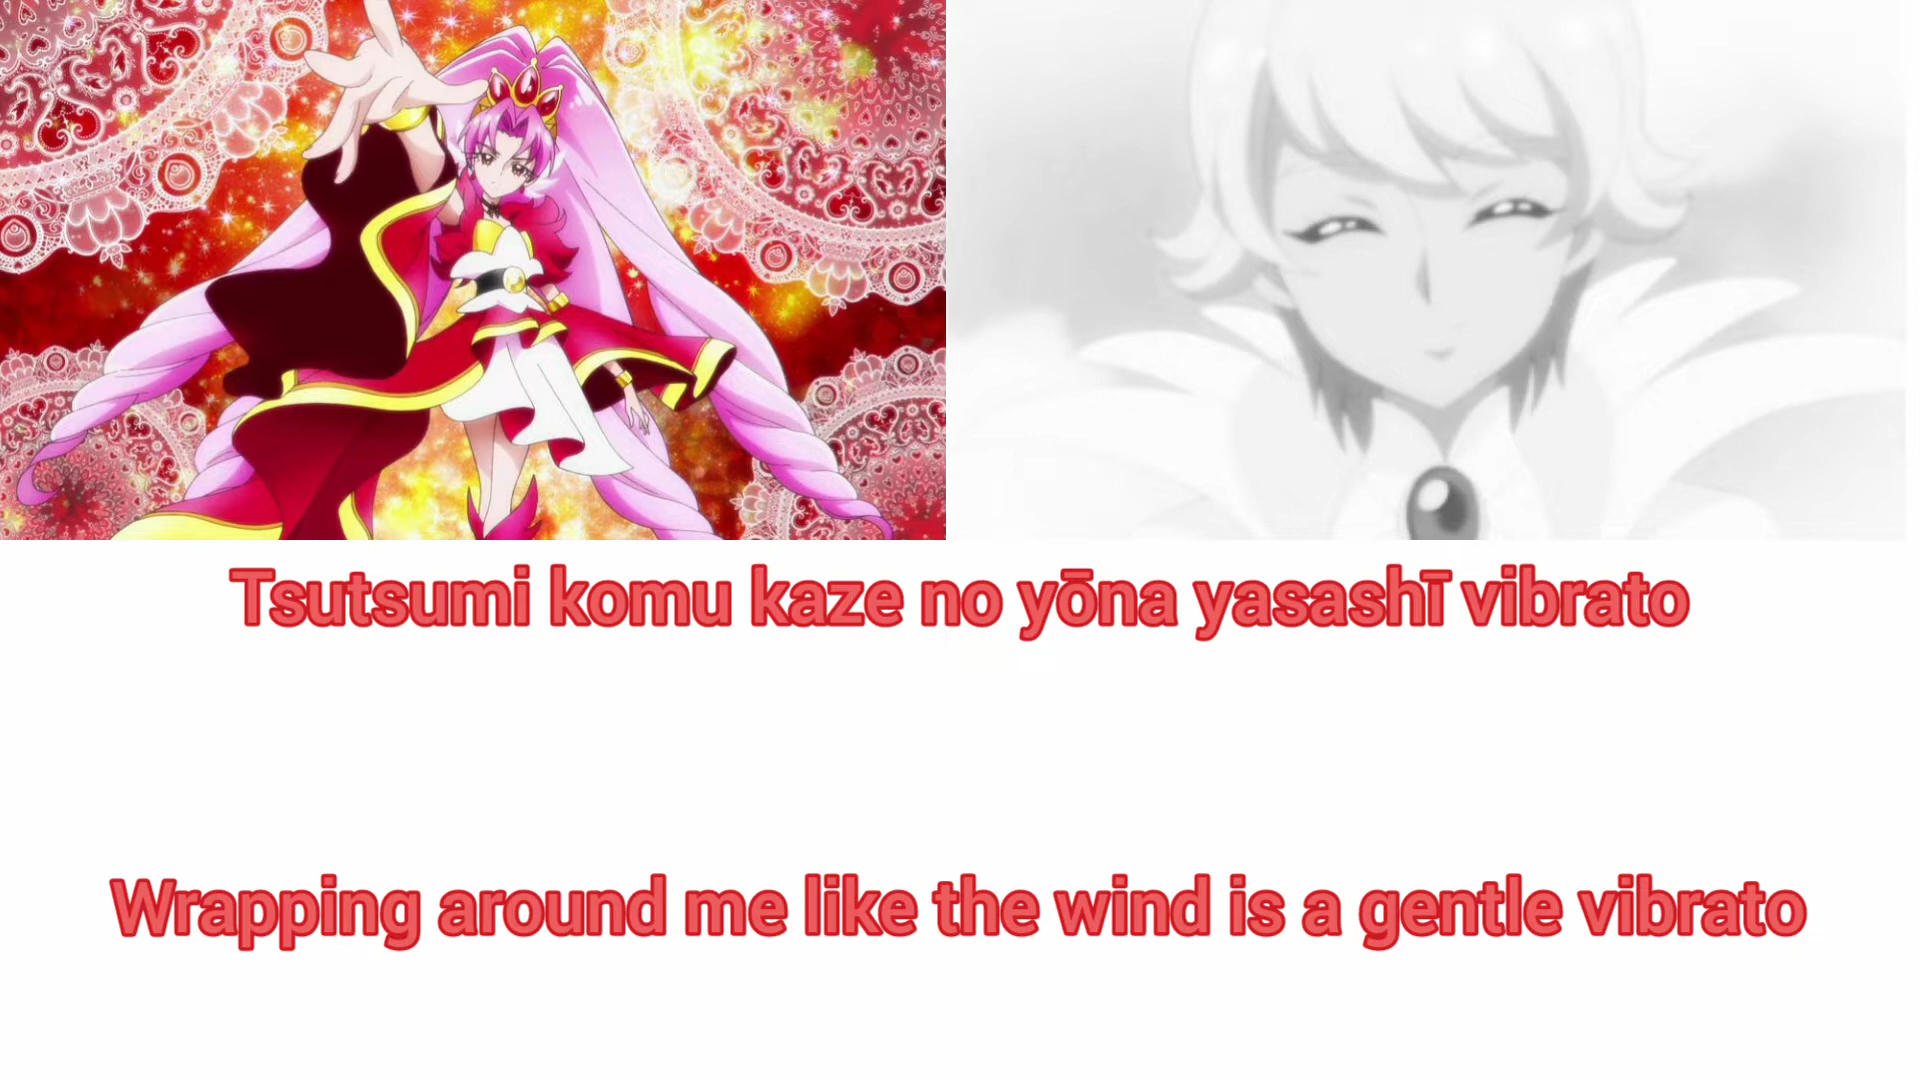 Tsutsumi komu kaze no yōna yasashī vibrato
Wrapping around me like the wind is a gentle vibrato